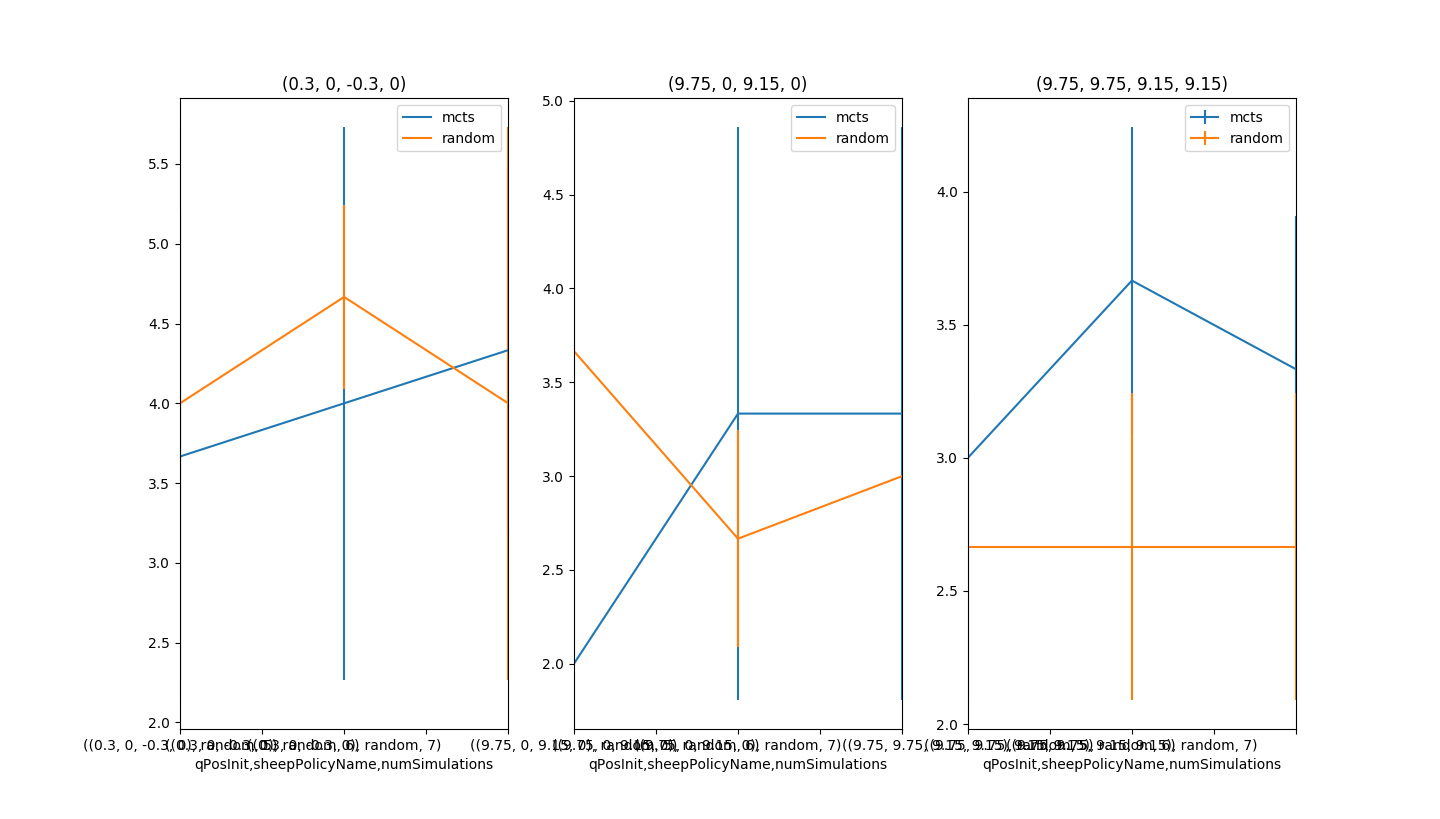 (0.3, 0, -0.3, 0)
mcts
random
5.5
5.0
4.5
4.0
3.5
3.0
2.5
2.0
qPosInit,sheepPolicyName,numSimulations
(9.75, 0, 9.15, 0)
mcts
random
5.0
4.5
4.0
3.5
3.0
2.5
2.0
qPosInit,sheepPolicyName,numSimulations
(9.75, 9.75, 9.15, 9.15)
mcts
random
4.0
3.5
3.0
2.5
2.0
qPosInit,sheepPolicyName,numSimulations